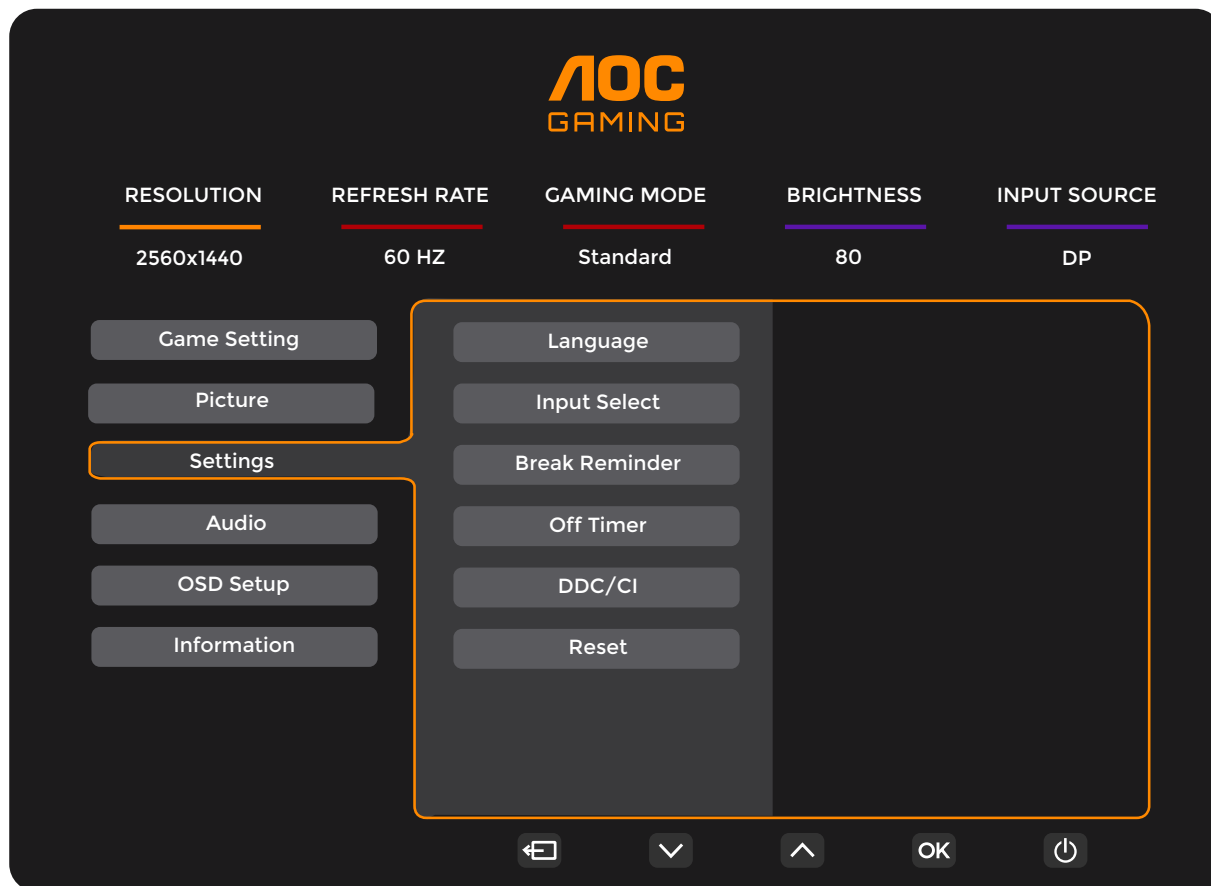 AOC
GAMING
RESOLUTION REFRESH RATE GAMING MODE BRIGHTNESS INPUT SOURCE
2560x1440 60 HZ Standard 80 DP
Game Setting
Picture
Settings
Audio
OSD Setup
Information
Language
Input Select
Break Reminder
Off Timer
DDC/CI
Reset
OK